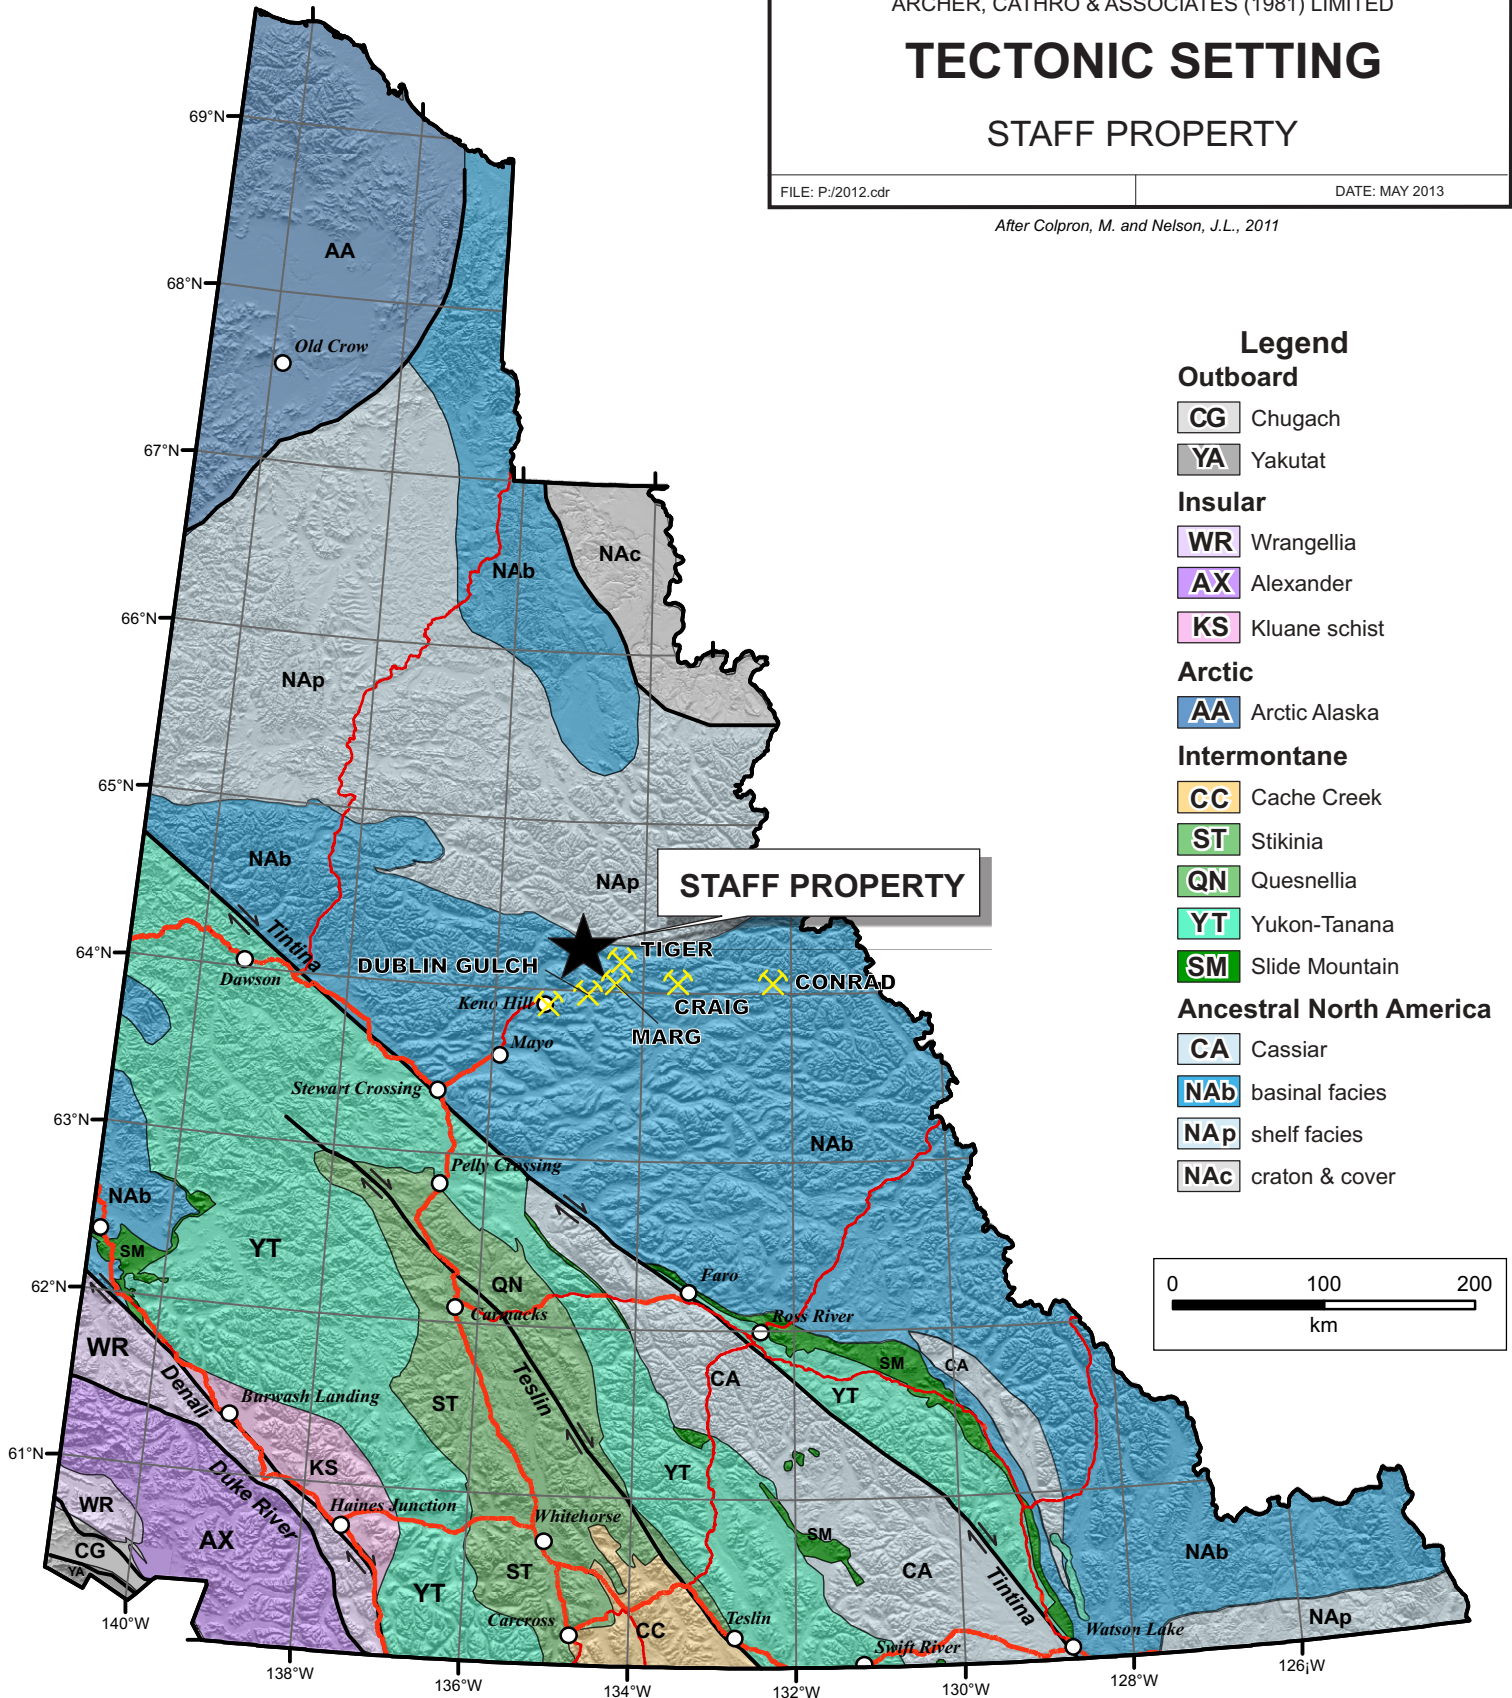 ARCHER, CATHRO & ASSOCIATES (1981) LIMITED
TECTONIC SETTING
STAFF PROPERTY
FILE: P:/2012.cdr
DATE: MAY 2013
After Colpron, M. and Nelson, J.L., 2011
69°N
AA
68°N
Old Crow
67°N
NAc
NAb
66°N
NAp
65°N
NAb
NAp
STAFF PROPERTY
64°N
Tintina
TIGER
DUBLIN GULCH
Dawson
CONRAD
Keno Hill
CRAIG
MARG
Mayo
Stewart Crossing
63°N
NAb
Pelly Crossing
NAb
YT
SM
62°N
QN
Faro
Carmacks
Ross River
WR
SM
CA
Denali
Teslin
CA
YT
Burwash Landing
ST
61°N
KS
YT
Duke River
WR
Haines Junction
Whitehorse
AX
SM
CG
NAb
YA
ST
CA
YT
Tintina
Carcross
CC
Teslin
Watson Lake
NAp
Swift River
140°W
138°W
136°W
134°W
132°W
130°W
128°W
126¡W
Legend
Outboard
CG Chugach
YA Yakutat
Insular
WR Wrangellia
AX Alexander
KS Kluane schist
Arctic
AA Arctic Alaska
Intermontane
CC Cache Creek
ST Stikinia
QN Quesnellia
YT Yukon-Tanana
SM Slide Mountain
Ancestral North America
CA Cassiar
NAb basinal facies
NAp shelf facies
NAc craton & cover
0 100 200
km